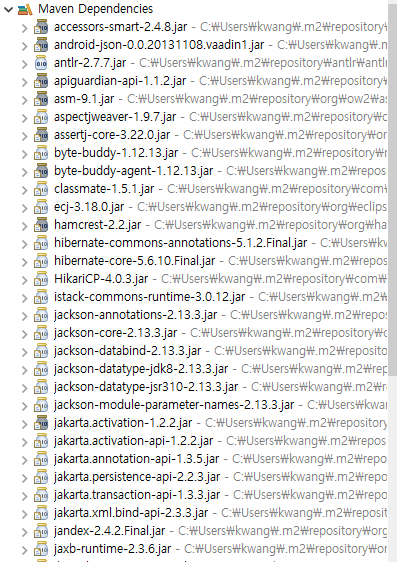 Maven Dependencies
accessors-smart-2.4.8.jar - C:₩Users₩kwang₩.m2₩repository₩
android-json-0.0.20131108.vaadin1.jar - C:₩Users₩kwang₩
antlr-2.7.7.jar - C:₩Users₩kwang₩.m2₩repository₩antlr₩antlr
apiguardian-api-1.1.2.jar - C:₩Users₩kwang₩.m2₩repository
asm-9.1.jar - C:₩Users₩kwang₩.m2₩repository₩org₩ow2₩as
aspectjweaver-1.9.7.jar - C:₩Users₩kwang₩.m2₩repository₩o
assertj-core-3.22.0.jar - C:₩Users₩kwang₩.m2₩repository₩
byte-buddy-1.12.13.jar - C:₩Users₩kwang₩.m2₩repository₩
byte-buddy-agent-1.12.13.jar - C:₩Users₩kwang₩.m2₩repos
classmate-1.5.1.jar - C:₩Users₩kwang₩.m2₩repository₩com₩
ecj-3.18.0.jar - C:₩Users₩kwang₩.m2₩repository₩org₩eclips
hamcrest-2.2.jar - C:₩Users₩kwang₩.m2₩repository₩org₩ha
hibernate-commons-annotations-5.1.2.Final.jar - C:₩Users₩k
hibernate-core-5.6.10.Final.jar - C:₩Users₩kwang₩.m2₩repo
HikariCP-4.0.3.jar - C:₩Users₩kwang₩.m2₩repository₩com₩
istack-commons-runtime-3.0.12.jar - C:₩Users₩kwang₩.m2₩
jackson-annotations-2.13.3.jar - C:₩Users₩kwang₩.m2₩repos
jackson-core-2.13.3.jar - C:₩Users₩kwang₩.m2₩repository₩c
jackson-databind-2.13.3.jar - C:₩Users₩kwang₩.m2₩reposit
jackson-datatype-jdk8-2.13.3.jar - C:₩Users₩kwang₩.m2₩re
jackson-datatype-jsr310-2.13.3.jar - C:₩Users₩kwang₩.m2₩
jackson-module-parameter-names-2.13.3.jar - C:₩Users₩kw
jakarta.activation-1.2.2.jar - C:₩Users₩kwang₩.m2₩repository
jakarta.activation-api-1.2.2.jar - C:₩Users₩kwang₩.m2₩repo
jakarta.annotation-api-1.3.5.jar - C:₩Users₩kwang₩.m2₩rep
jakarta.persistence-api-2.2.3.jar - C:₩Users₩kwang₩.m2₩re
jakarta.transaction-api-1.3.3.jar - C:₩Users₩kwang₩.m2₩re
jakarta.xml.bind-api-2.3.3.jar - C:₩Users₩kwang₩.m2₩repos
jandex-2.4.2.Final.jar - C:₩Users₩kwang₩.m2₩repository₩org
jaxb-runtime-2.3.6.jar - C:₩Users₩kwang₩.m2₩repository₩o